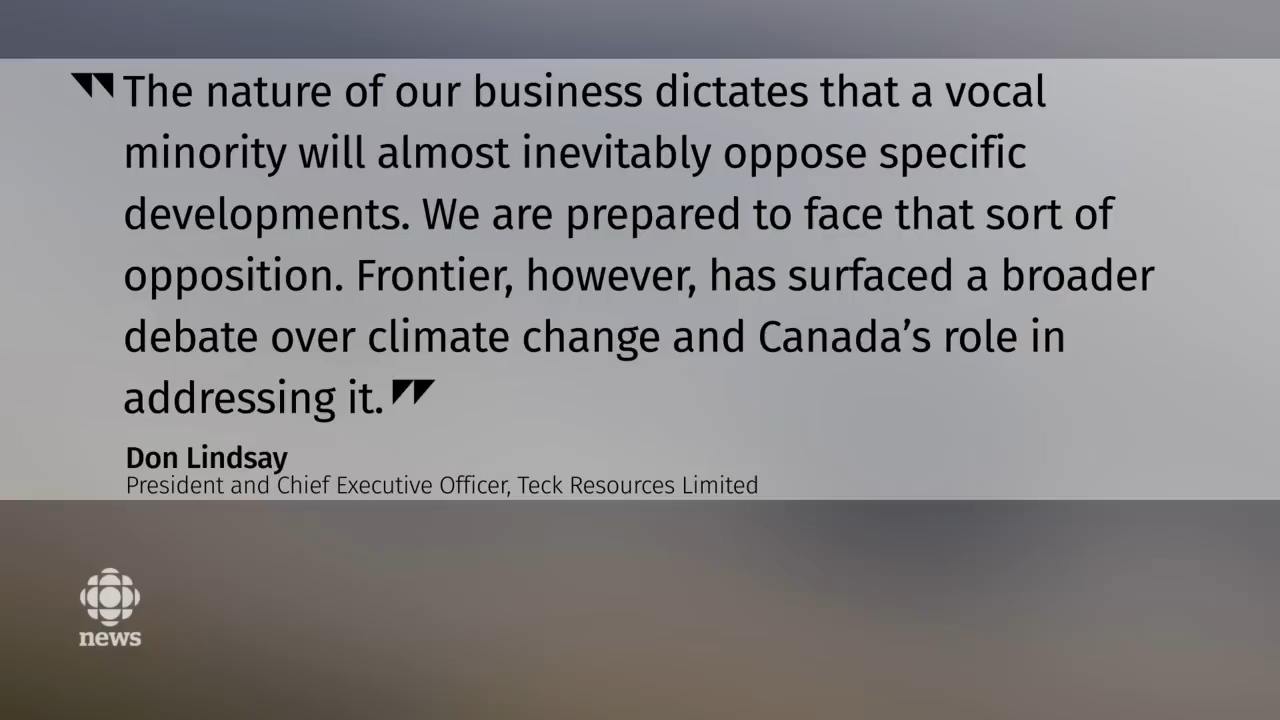 The nature of our business dictates that a vocal
minority will almost inevitably oppose specific
developments. We are prepared to face that sort of
opposition. Frontier, however, has surfaced a broader
debate over climate change and Canada’s role in
addressing it.
Don Lindsay
President and Chief Executive Officer, Teck Resources Limited
news